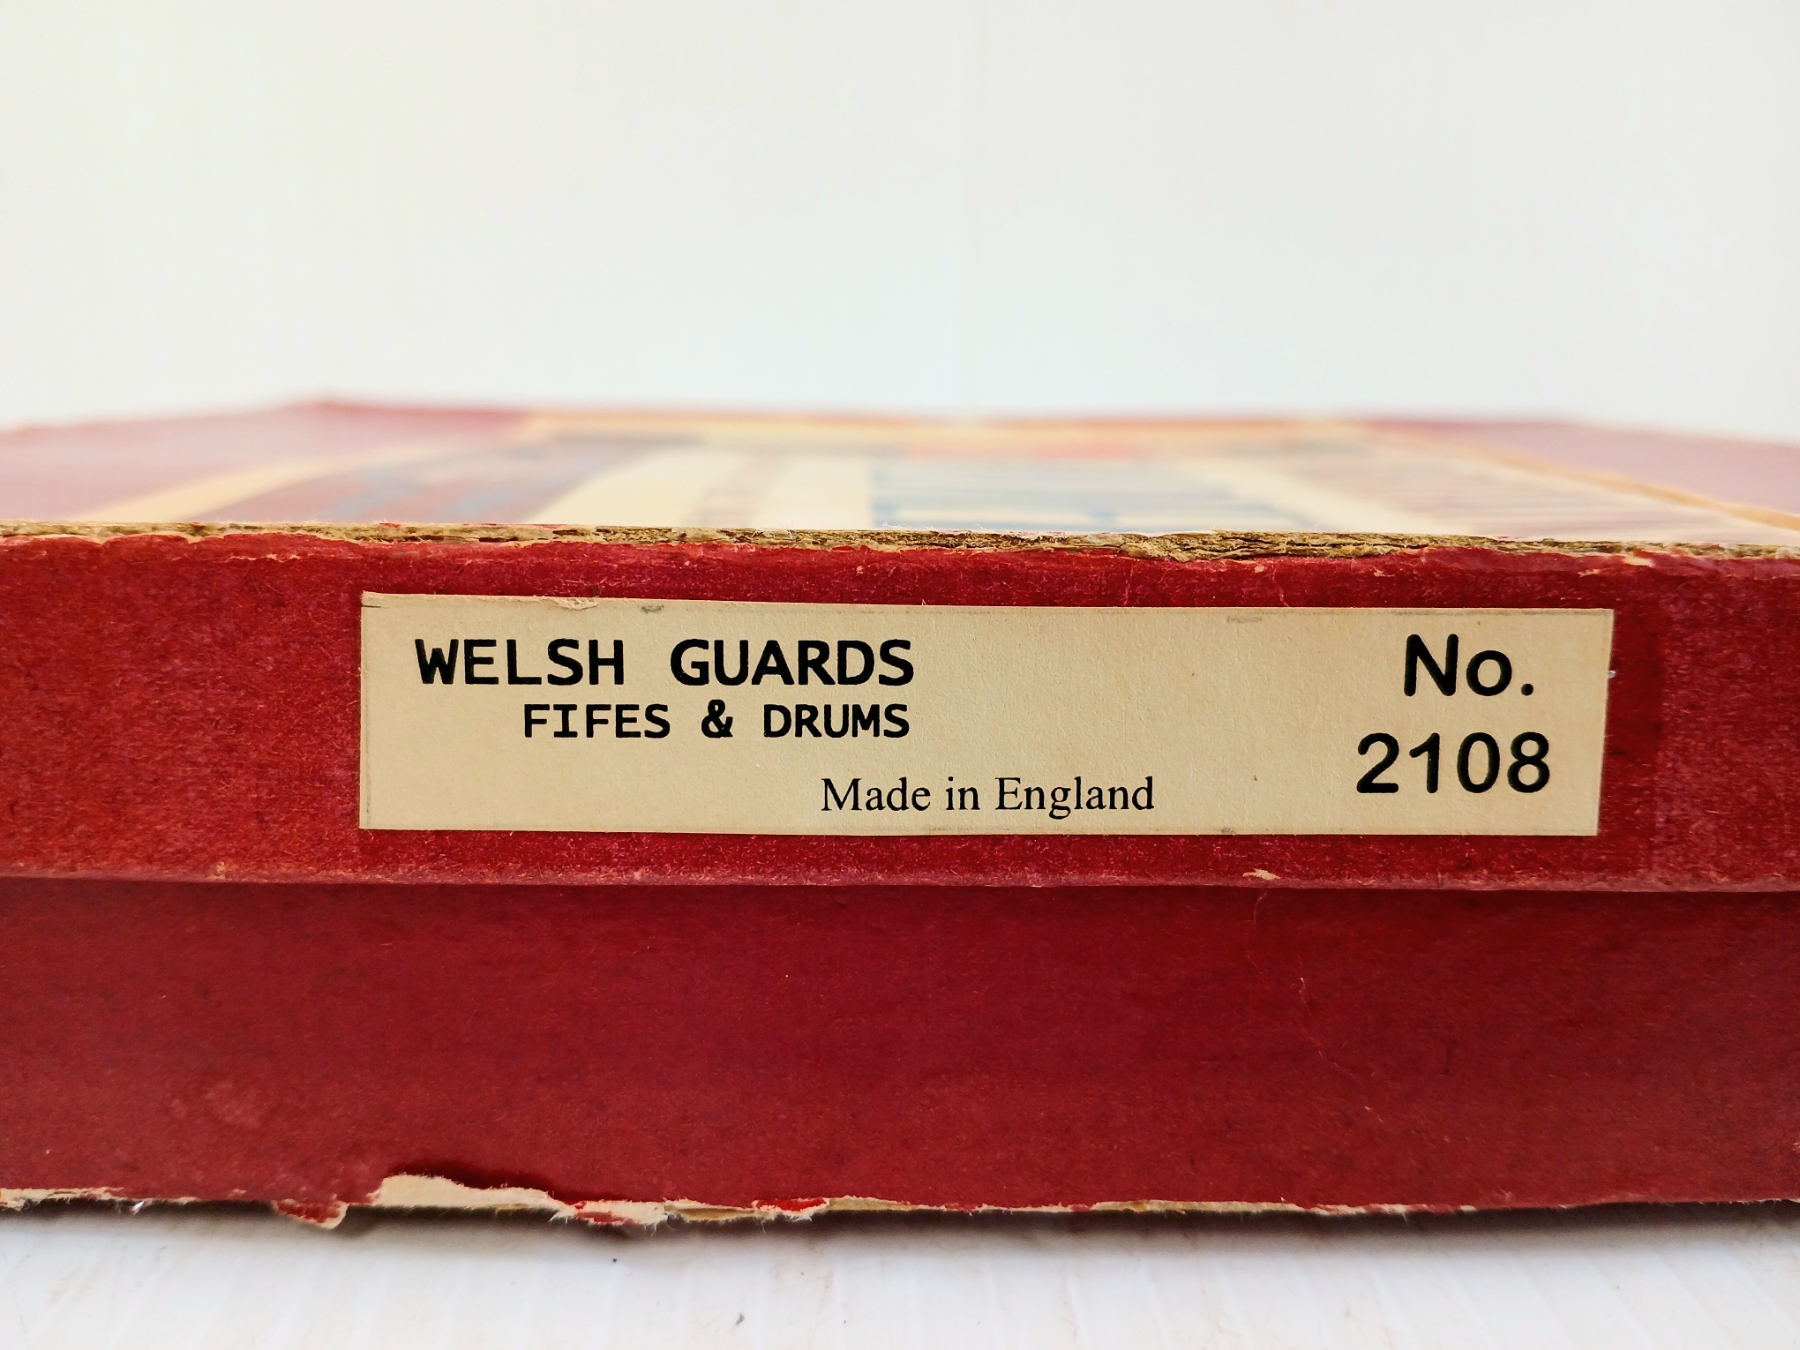 WELSH GUARDS
FIFES & DRUMS
Made in England
No.
2108